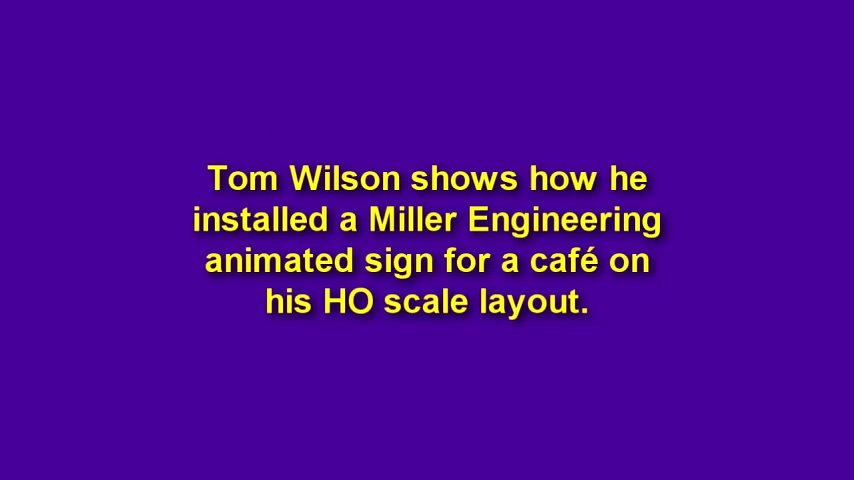 Tom Wilson shows how he
installed a Miller Engineering
animated sign for a café on
his HO scale layout.